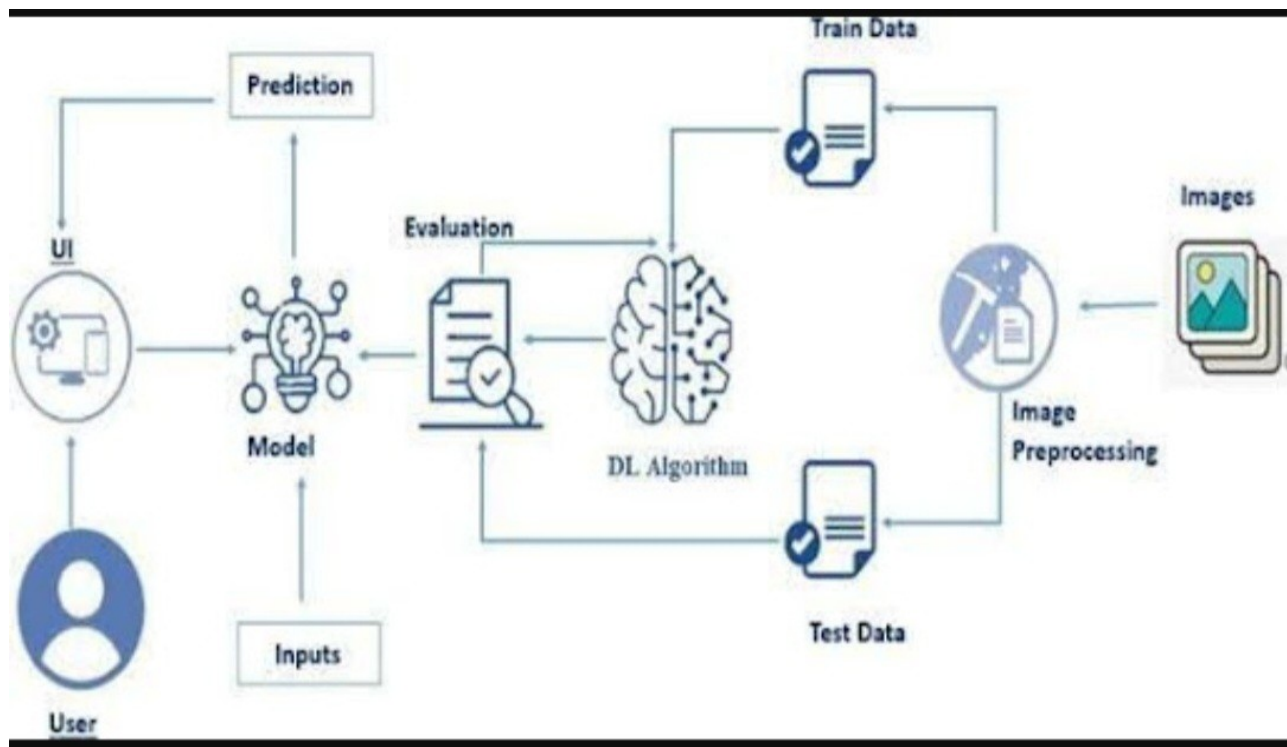 Train Data
Prediction
Images
Evaluation
UI
Model
Image
Preprocessing
DL Algorithm
Test Data
Inputs
User